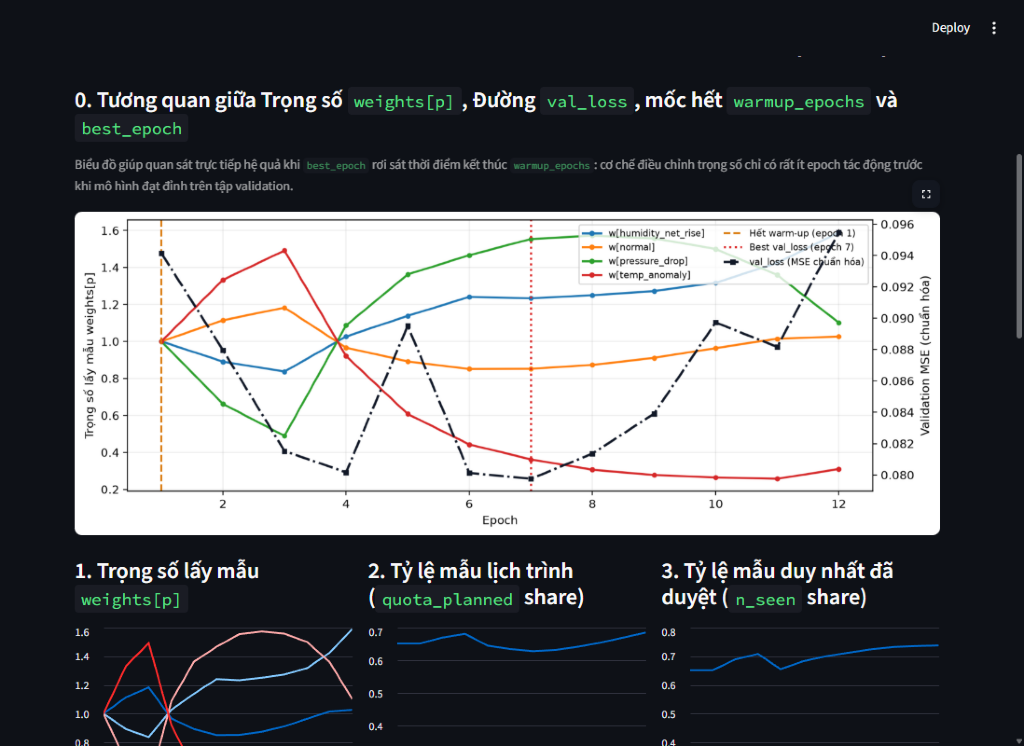 Deploy
0. Tương quan giữa Trọng số weights[p] , Đường val_loss , mốc hết warmup_epochs và
best_epoch
Biểu đồ giúp quan sát trực tiếp hệ quả khi best_epoch rơi sát thời điểm kết thúc warmup_epochs : cơ chế điều chỉnh trọng số chỉ có rất ít epoch tác động trước
khi mô hình đạt đỉnh trên tập validation.
1.6
1.4
1.2
1.0
0.8
0.6
0.4
0.2
Trọng số lấy mẫu weights[p]
w[humidity_net_rise]
w[normal]
w[pressure_drop]
w[temp_anomaly]
Hết warm-up (epoch 1)
Best val_loss (epoch 7)
val_loss (MSE chuẩn hóa)
0.096
0.094
0.092
0.090
0.088
0.086
0.084
0.082
0.080
Validation MSE (chuẩn hóa)
2 4 6 8 10 12
Epoch
1. Trọng số lấy mẫu
weights[p]
1.6
1.4
1.2
1.0
0.8
2. Tỷ lệ mẫu lịch trình
( quota_planned share)
0.7
0.6
0.5
0.4
3. Tỷ lệ mẫu duy nhất đã
duyệt ( n_seen share)
0.8
0.7
0.6
0.5
0.4